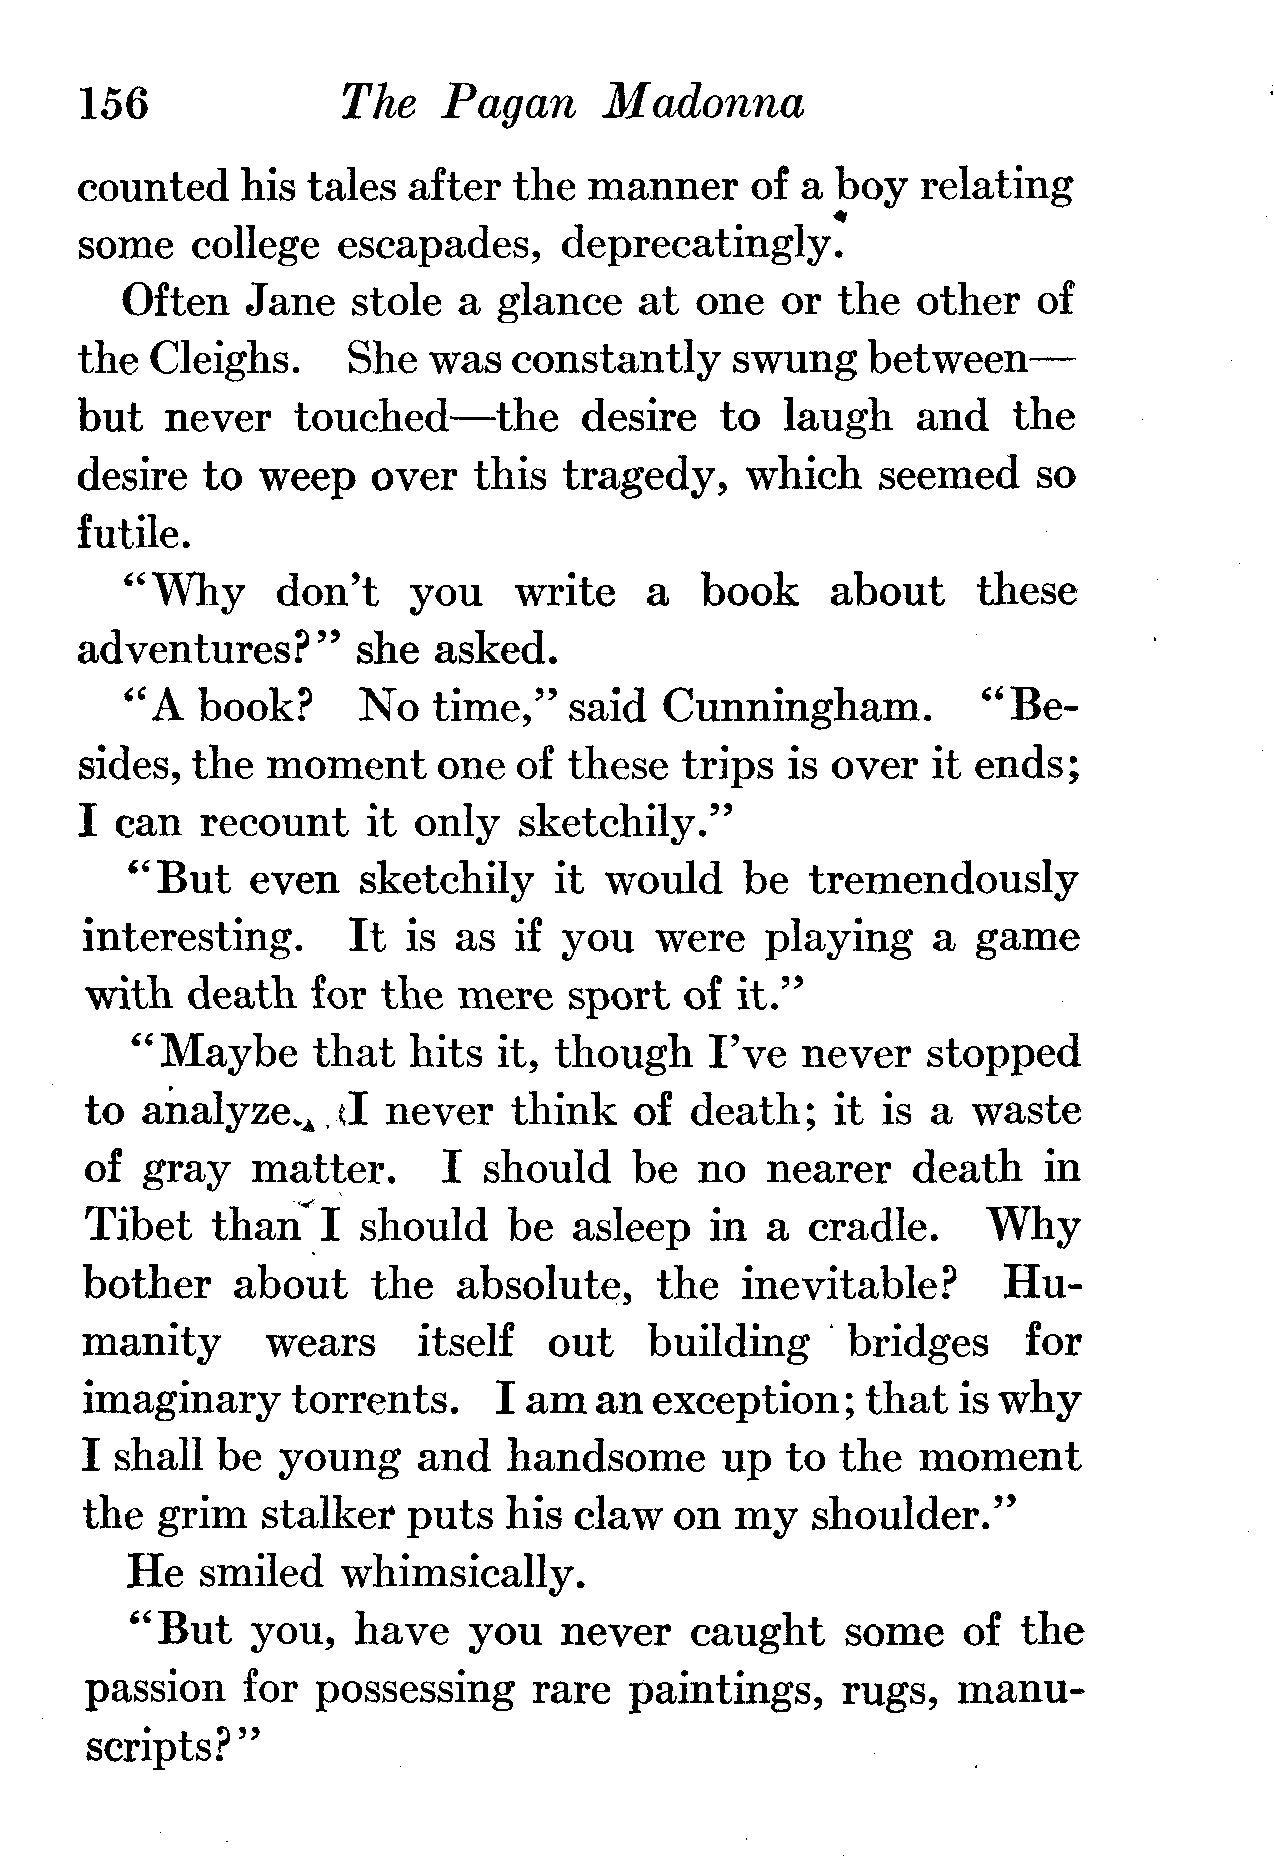 156 The Pagan Madonna
counted his tales after the manner of a boy relating
some college escapades, deprecatingly.
Often Jane stole a glance at one or the other of
the Cleighs. She was constantly swung between—
but never touched—the desire to laugh and the
desire to weep over this tragedy, which seemed so
futile.
“Why don’t you write a book about these
adventures?” she asked.
“A book? No time,” said Cunningham. “Be-
sides, the moment one of these trips is over it ends;
I can recount it only sketchily.”
“But even sketchily it would be tremendously
interesting. It is as if you were playing a game
with death for the mere sport of it.”
“Maybe that hits it, though I’ve never stopped
to analyze. I never think of death; it is a waste
of gray matter. I should be no nearer death in
Tibet than I should be asleep in a cradle. Why
bother about the absolute, the inevitable? Hu-
manity wears itself out building bridges for
imaginary torrents. I am an exception; that is why
I shall be young and handsome up to the moment
the grim stalker puts his claw on my shoulder.”
He smiled whimsically.
“But you, have you never caught some of the
passion for possessing rare paintings, rugs, manu-
scripts?”